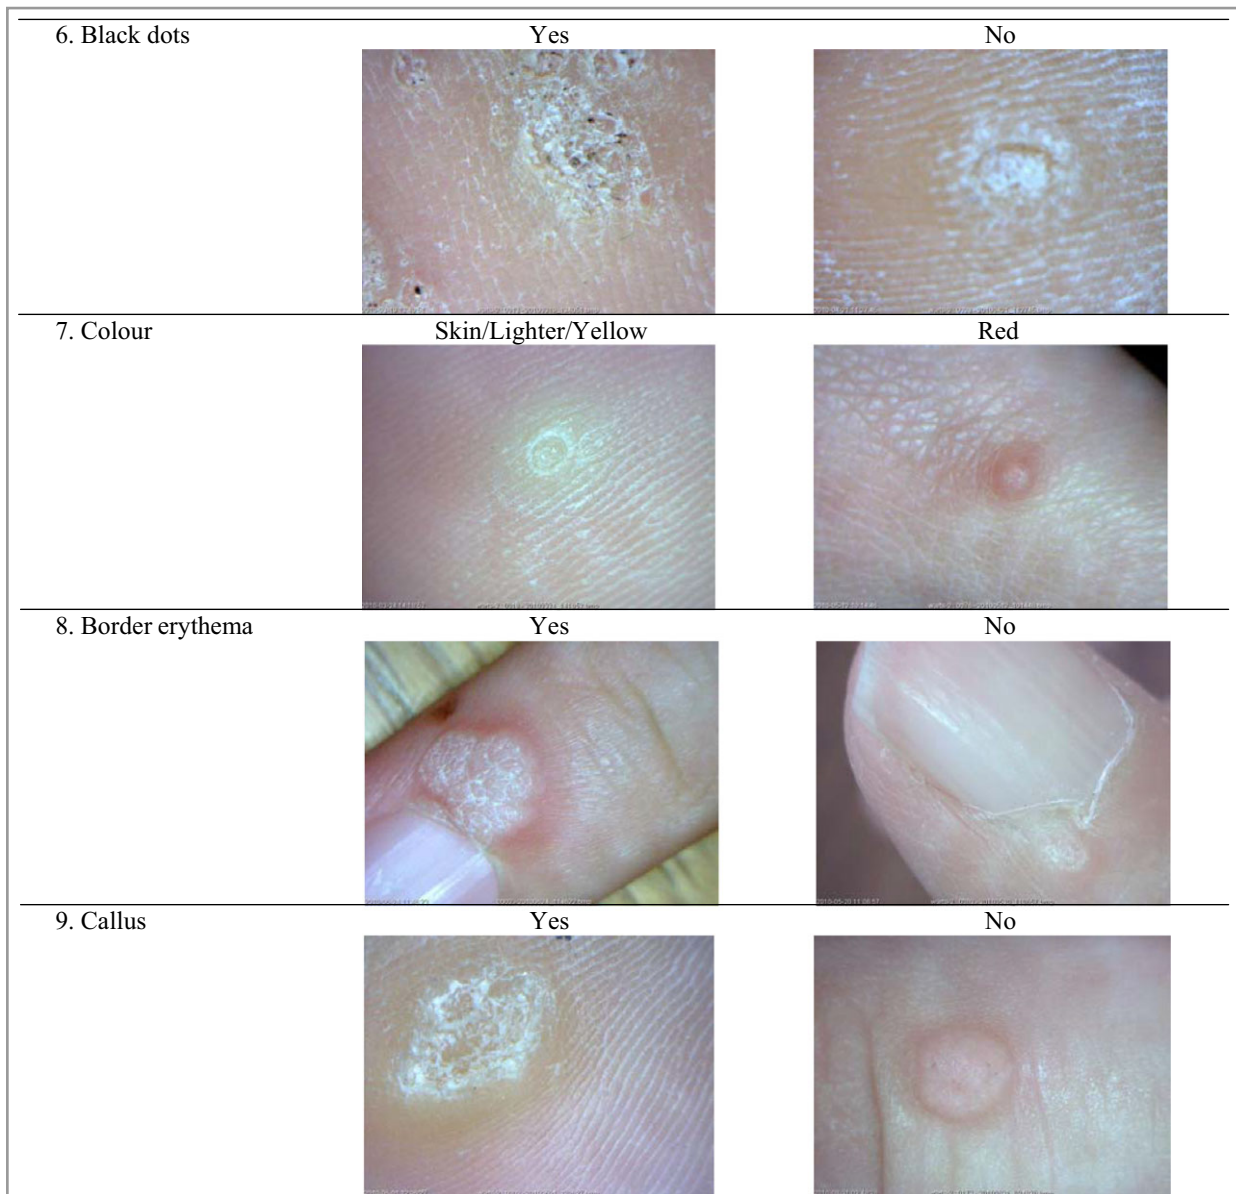 6. Black dots Yes No
7. Colour Skin/Lighter/Yellow Red
8. Border erythema Yes No
9. Callus Yes No